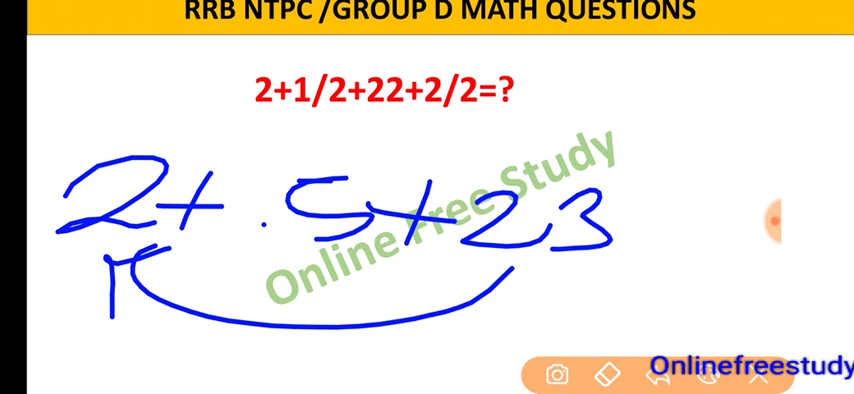 RRB NTPC /GROUP D MATH QUESTIONS
2+1/2+22+2/2=?
2+ .5+23
Online Free Study
Onlinefreestudy